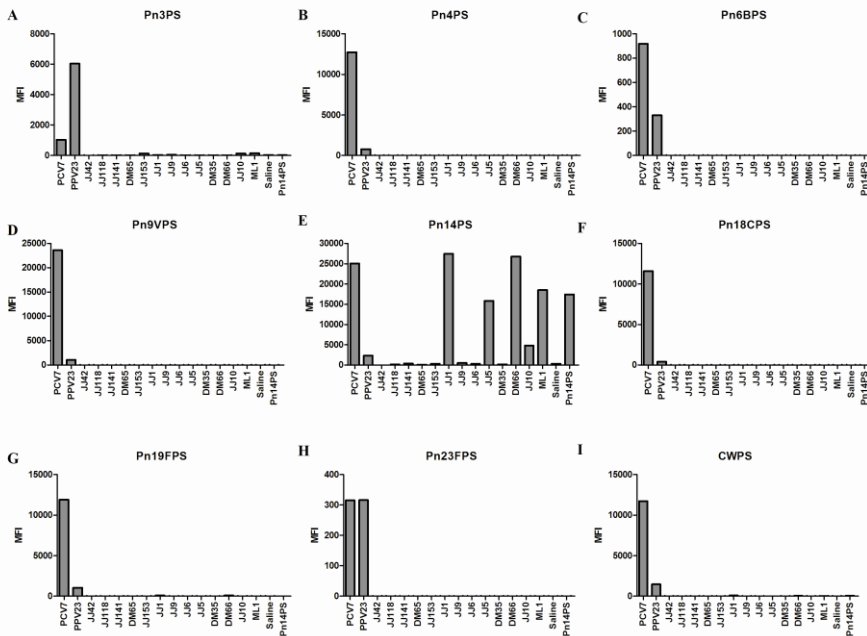 A
Pn3PS
MFI
8000
6000
4000
2000
0
PCV7 PPV23 JJ42 JJ118 JJ141 DM65 JJ153 JJ1 JJ9 JJ6 JJ5 DM35 DM66 JJ10 ML1 Saline Pn14PS
B
Pn4PS
MFI
15000
10000
5000
0
PCV7 PPV23 JJ42 JJ118 JJ141 DM65 JJ153 JJ1 JJ9 JJ6 JJ5 DM35 DM66 JJ10 ML1 Saline Pn14PS
C
Pn6BPS
MFI
1000
800
600
400
200
0
PCV7 PPV23 JJ42 JJ118 JJ141 DM65 JJ153 JJ1 JJ9 JJ6 JJ5 DM35 DM66 JJ10 ML1 Saline Pn14PS
D
Pn9VPS
MFI
25000
20000
15000
10000
5000
0
PCV7 PPV23 JJ42 JJ118 JJ141 DM65 JJ153 JJ1 JJ9 JJ6 JJ5 DM35 DM66 JJ10 ML1 Saline Pn14PS
E
Pn14PS
MFI
30000
25000
20000
15000
10000
5000
0
PCV7 PPV23 JJ42 JJ118 JJ141 DM65 JJ153 JJ1 JJ9 JJ6 JJ5 DM35 DM66 JJ10 ML1 Saline Pn14PS
F
Pn18CPS
MFI
15000
10000
5000
0
PCV7 PPV23 JJ42 JJ118 JJ141 DM65 JJ153 JJ1 JJ9 JJ6 JJ5 DM35 DM66 JJ10 ML1 Saline Pn14PS
G
Pn19FPS
MFI
15000
10000
5000
0
PCV7 PPV23 JJ42 JJ118 JJ141 DM65 JJ153 JJ1 JJ9 JJ6 JJ5 DM35 DM66 JJ10 ML1 Saline Pn14PS
H
Pn23FPS
MFI
400
300
200
100
0
PCV7 PPV23 JJ42 JJ118 JJ141 DM65 JJ153 JJ1 JJ9 JJ6 JJ5 DM35 DM66 JJ10 ML1 Saline Pn14PS
I
CWPS
MFI
15000
10000
5000
0
PCV7 PPV23 JJ42 JJ118 JJ141 DM65 JJ153 JJ1 JJ9 JJ6 JJ5 DM35 DM66 JJ10 ML1 Saline Pn14PS